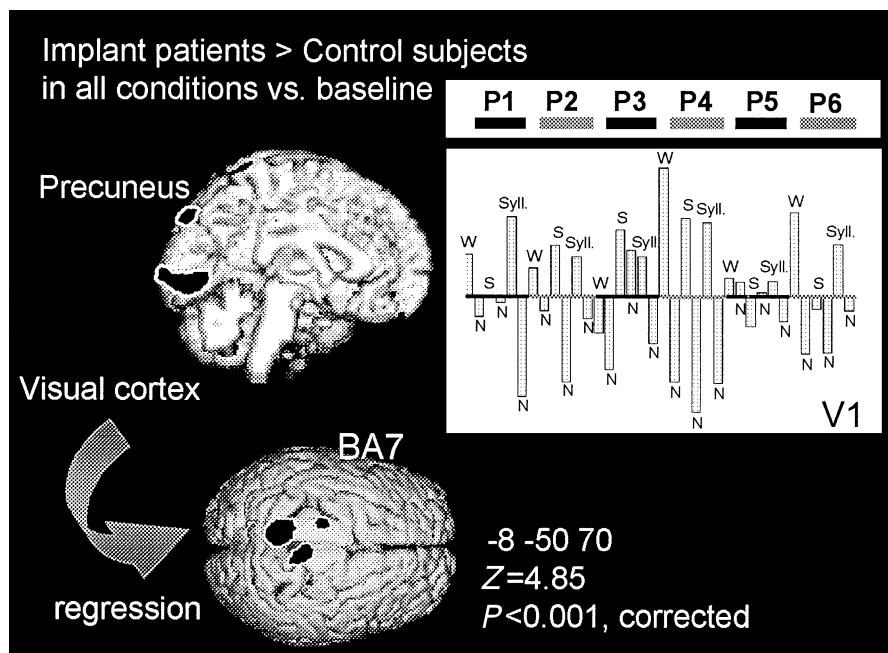 Implant patients > Control subjects
in all conditions vs. baseline
P1 P2 P3 P4 P5 P6
Precuneus
W S N N Syll. N W N S N Syll. N W N S N Syll. N W N S N Syll. N W N S N Syll. N W N S N Syll. N
V1
Visual cortex
BA7
regression
-8 -50 70
Z=4.85
P<0.001, corrected